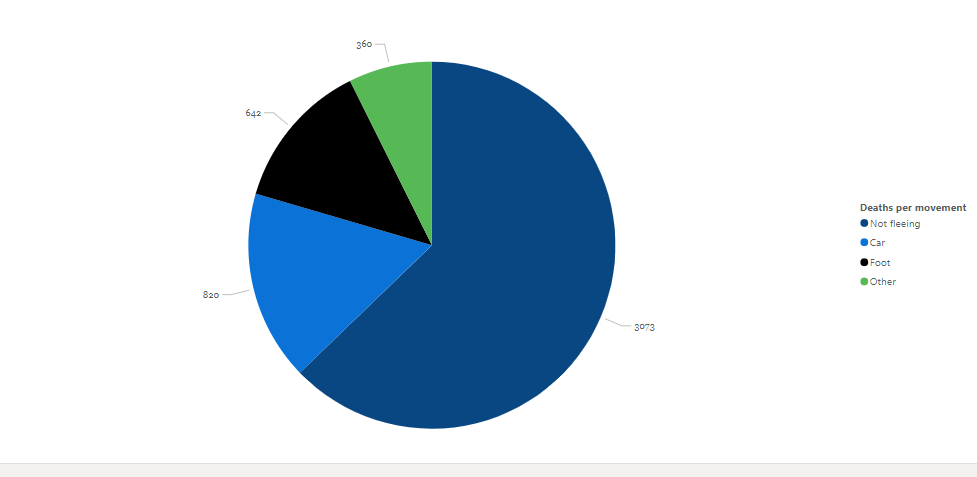 360
642
820
3073
Deaths per movement
Not fleeing
Car
Foot
Other